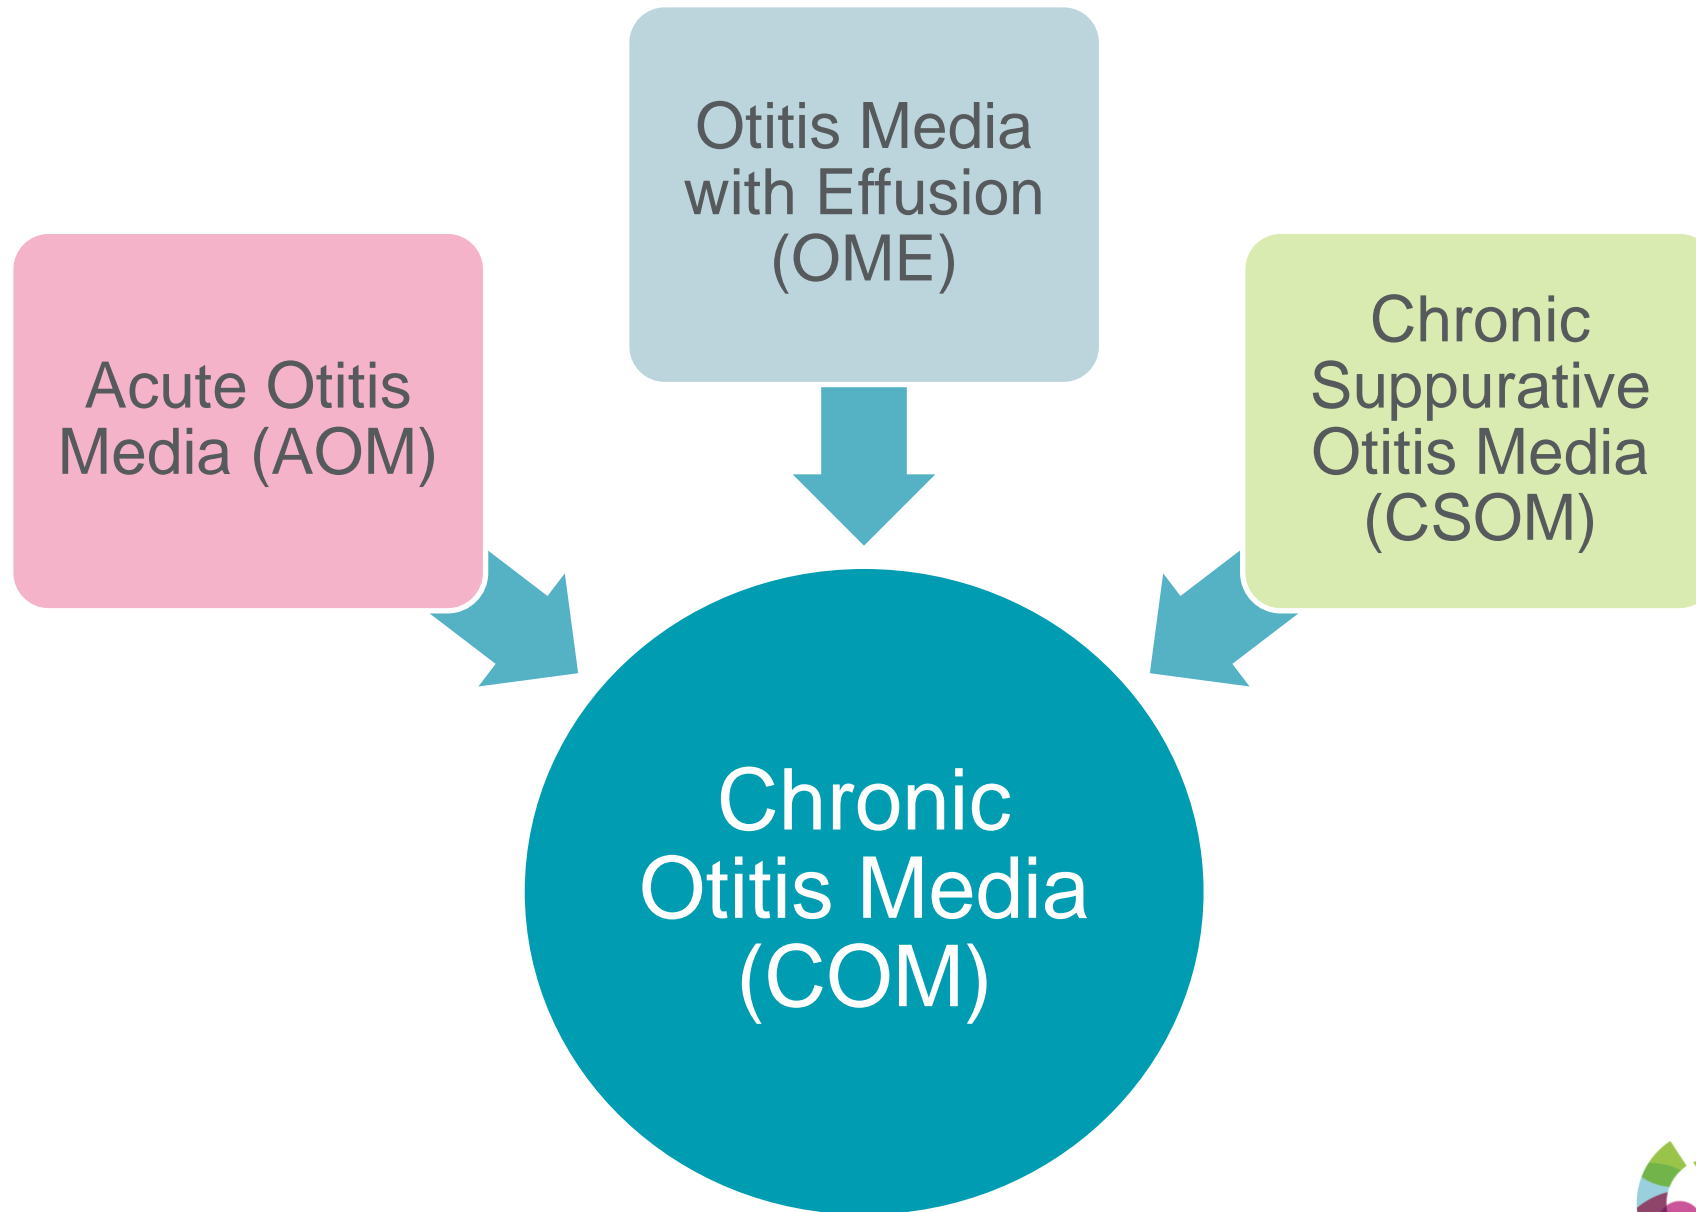 Otitis Media
with Effusion
(OME)
Acute Otitis
Media (AOM)
Chronic
Suppurative
Otitis Media
(CSOM)
Chronic
Otitis Media
(COM)